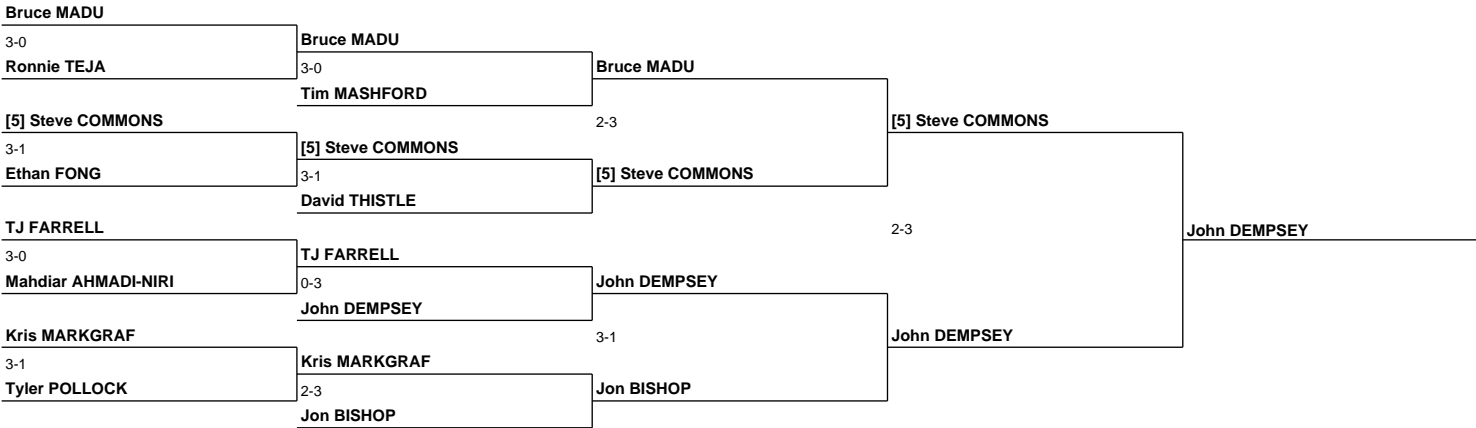 Bruce MADU
3-0
Ronnie TEJA
[5] Steve COMMONS
3-1
Ethan FONG
TJ FARRELL
3-0
Mahdiar AHMADI-NIRI
Kris MARKGRAF
3-1
Tyler POLLOCK
Bruce MADU
3-0
Tim MASHFORD
[5] Steve COMMONS
3-1
David THISTLE
TJ FARRELL
0-3
John DEMPSEY
Kris MARKGRAF
2-3
Jon BISHOP
Bruce MADU
2-3
[5] Steve COMMONS
John DEMPSEY
3-1
Jon BISHOP
[5] Steve COMMONS
2-3
John DEMPSEY
John DEMPSEY